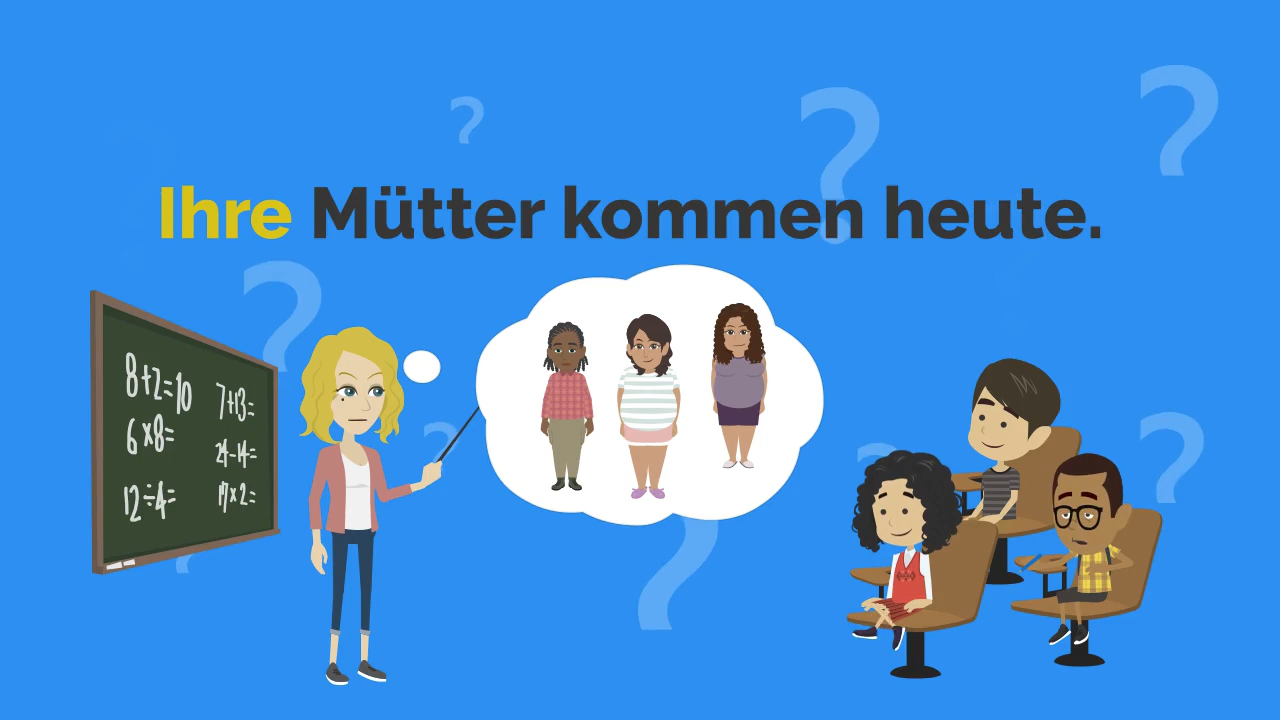 Ihre Mütter kommen heute.
8+2=10
7+13=
6x8=
24-14=
12÷4=
17x2=